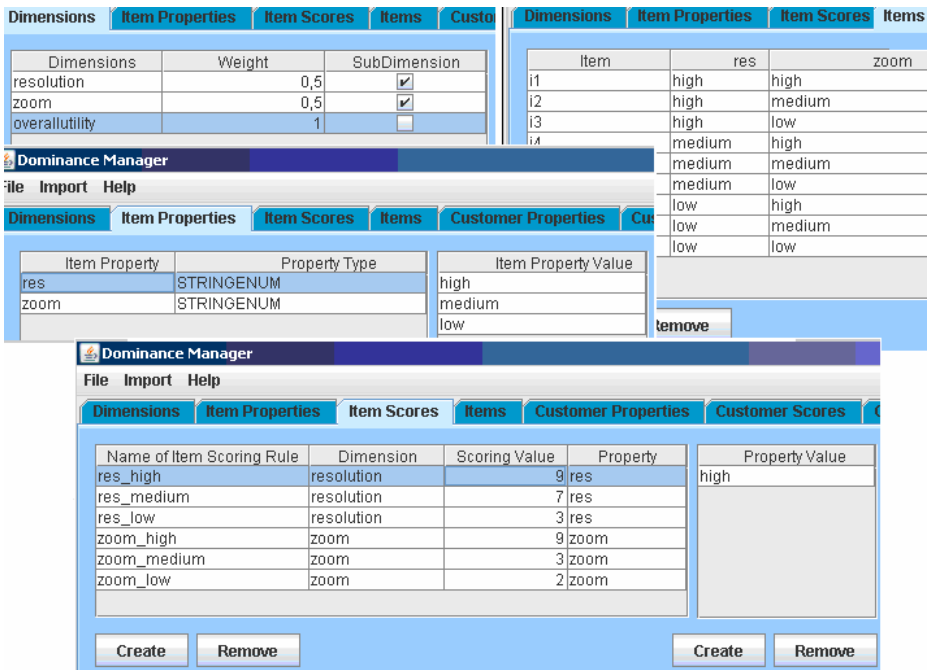 Dimensions Item Properties Item Scores Items
Dimensions Weight SubDimension
resolution 0,5
zoom 0,5
overallutility 1
Dimensions Item Properties Item Scores Items
Item res zoom
i1 high high
i2 high medium
i3 high low
i4 medium high
medium medium
medium low
low high
low medium
low low
Remove
Dominance Manager
File Import Help
Dimensions Item Properties Item Scores Items Customer Properties
Item Property Property Type
res STRINGENUM
zoom STRINGENUM
Item Property Value
high
medium
low
Dominance Manager
File Import Help
Dimensions Item Properties Item Scores Items Customer Properties Customer Scores
Name of Item Scoring Rule Dimension Scoring Value Property
res_high resolution 9 res
res_medium resolution 7 res
res_low resolution 3 res
zoom_high zoom 9 zoom
zoom_medium zoom 3 zoom
zoom_low zoom 2 zoom
Property Value
high
Create Remove
Create Remove